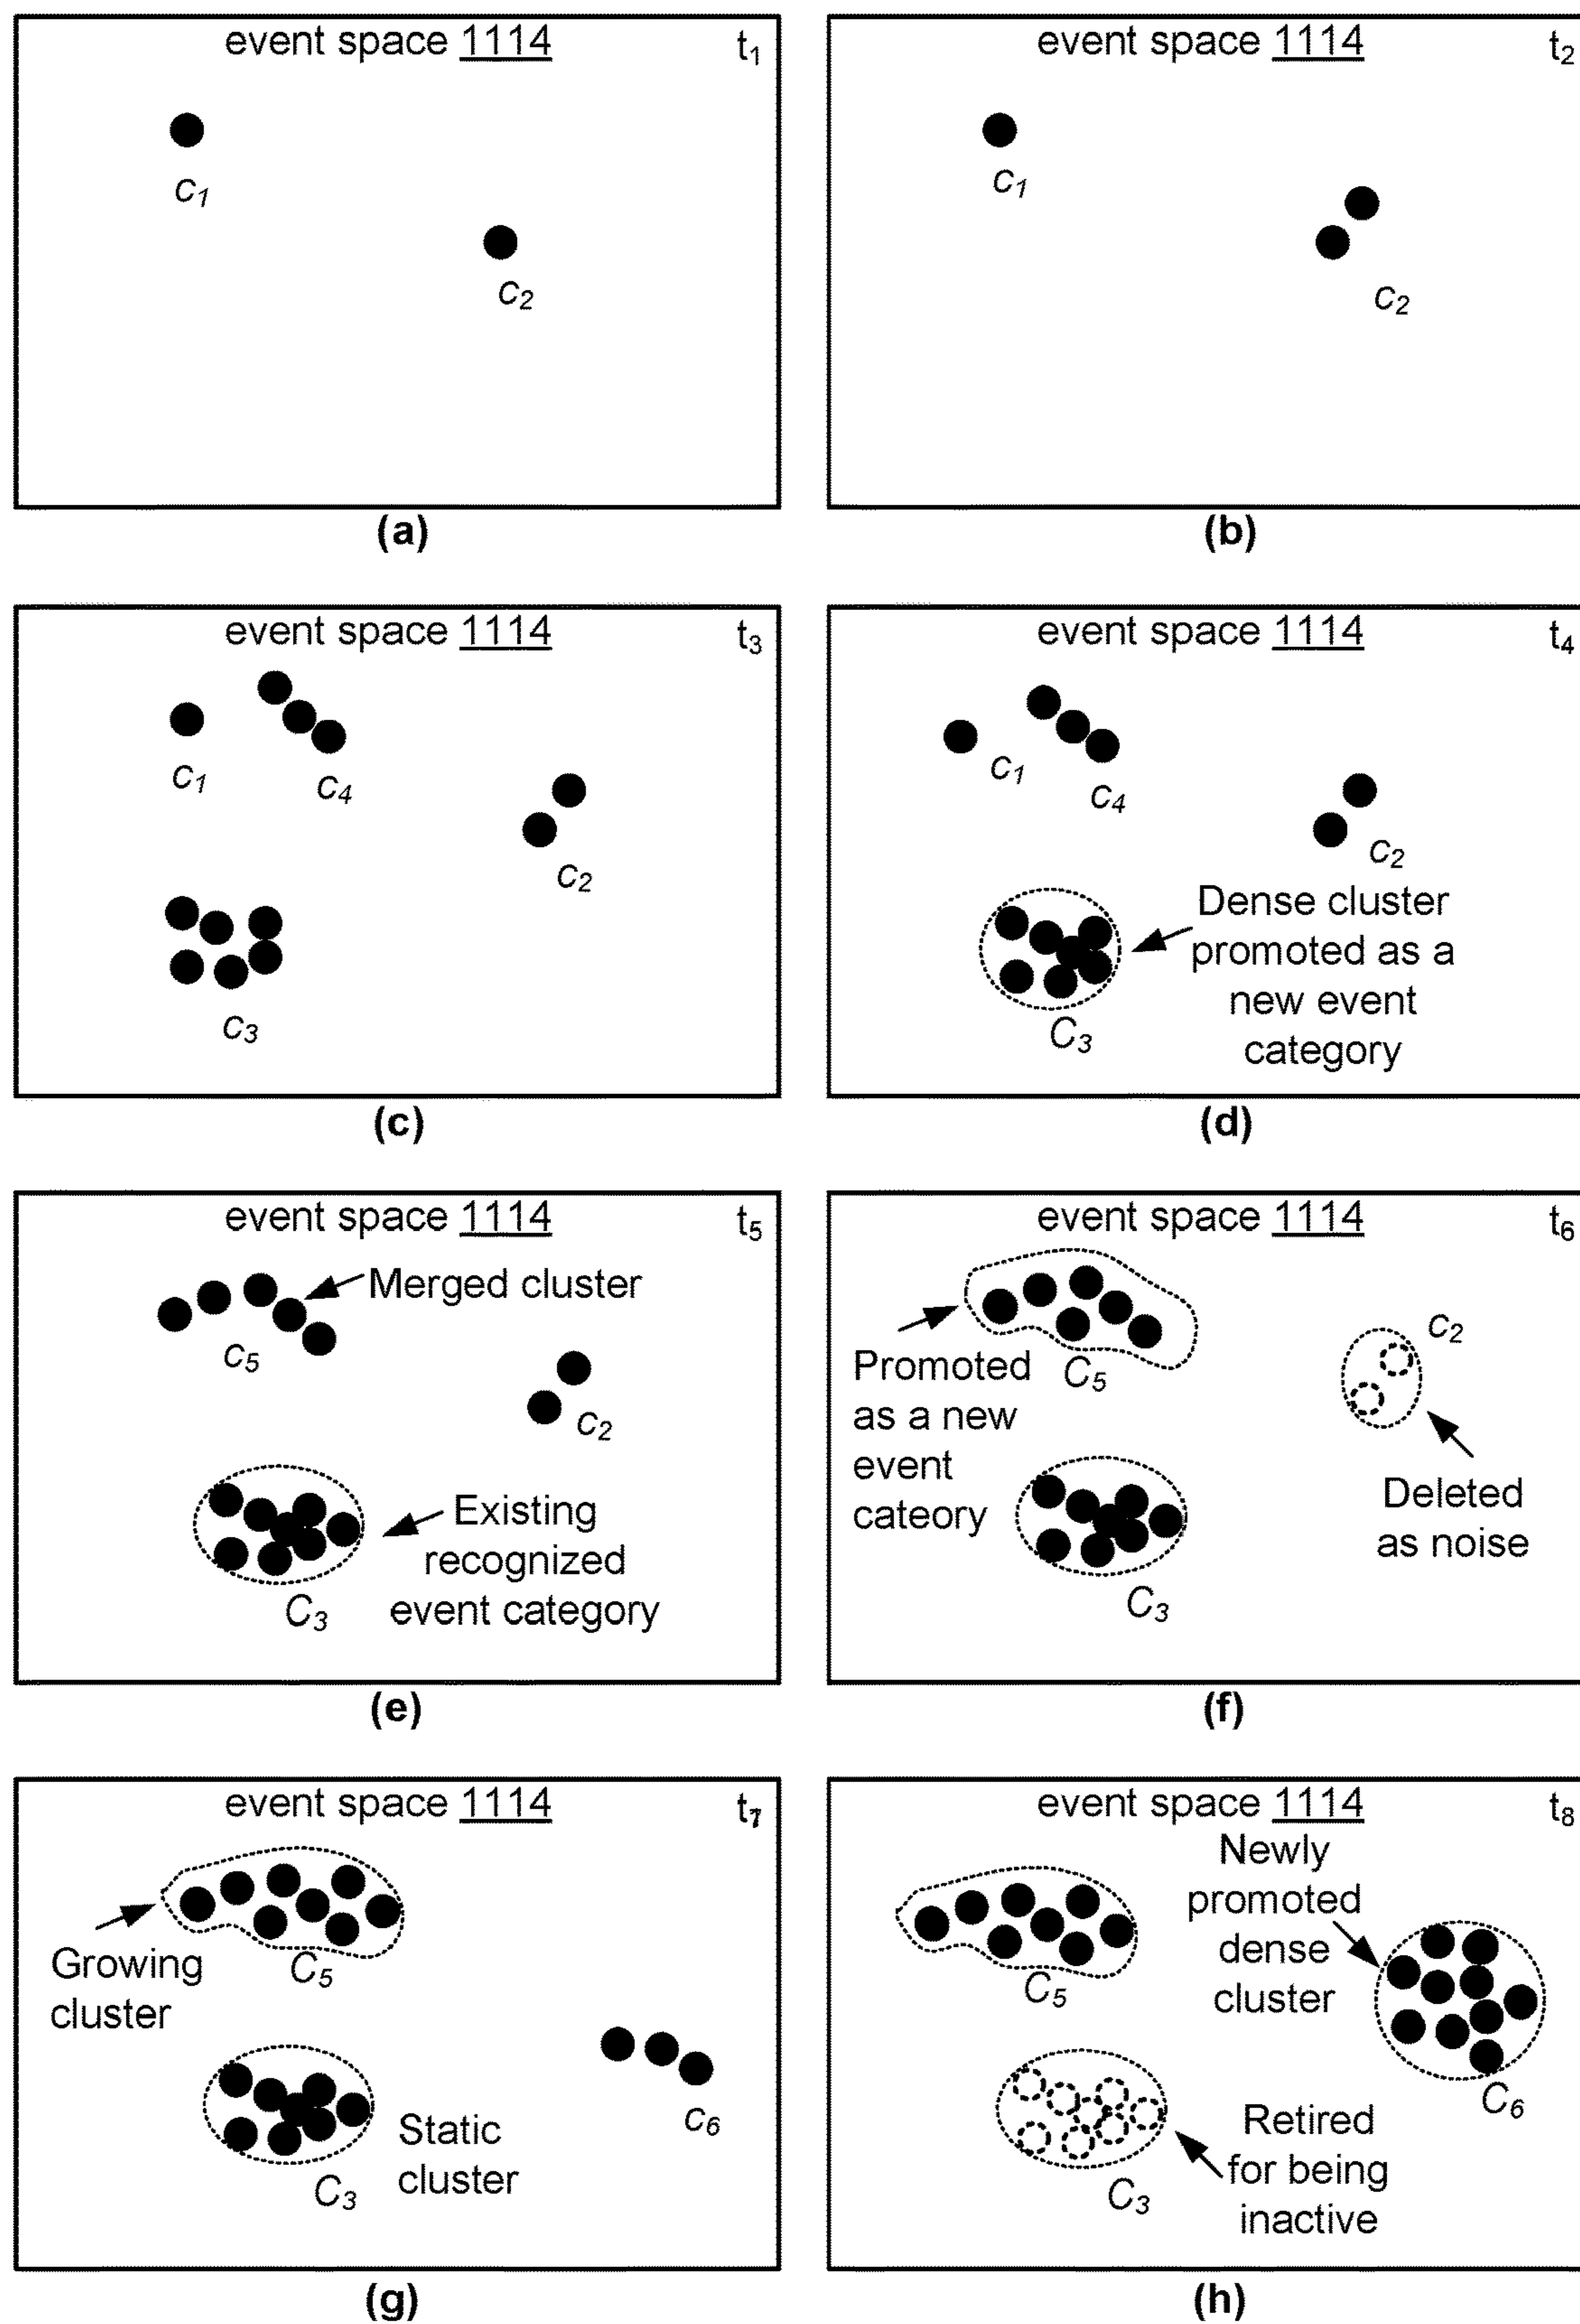 event space 1114 t1
c1
c2
(a)
event space 1114 t2
c1
c2
(b)
event space 1114 t3
c1
c4
c2
c3
(c)
event space 1114 t4
c1
c4
c2
Dense cluster
promoted as a
new event
category
C3
(d)
event space 1114 t5
Merged cluster
c5
c2
Existing
recognized
event category
C3
(e)
event space 1114 t6
c2
Promoted
as a new
event
cateory
C5
Deleted
as noise
C3
(f)
event space 1114 t7
Growing
cluster
C5
c6
Static
cluster
C3
(g)
event space 1114 t8
Newly
promoted
dense
cluster
C5
C6
Retired
for being
inactive
C3
(h)